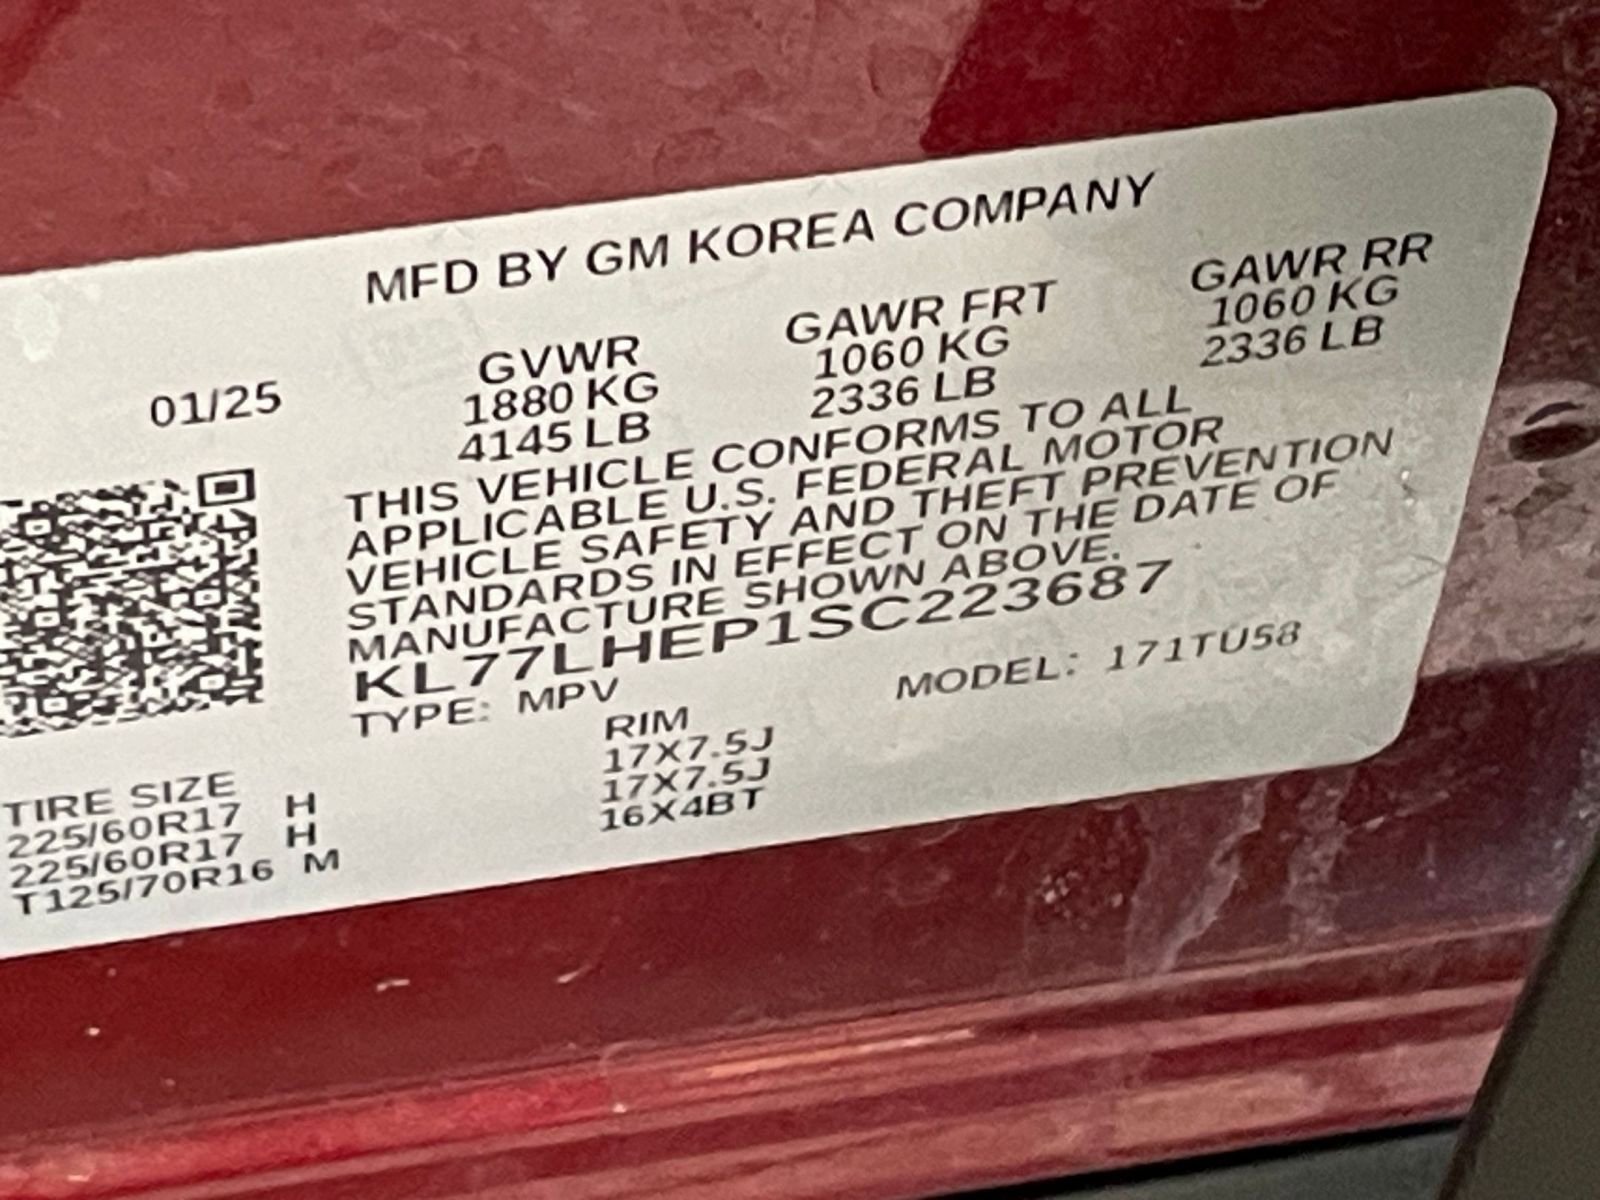 MFD BY GM KOREA COMPANY
01/25 GVWR GAWR FRT GAWR RR
1880 KG 1060 KG 1060 KG
4145 LB 2336 LB 2336 LB
THIS VEHICLE CONFORMS TO ALL
APPLICABLE U.S. FEDERAL MOTOR
VEHICLE SAFETY AND THEFT PREVENTION
STANDARDS IN EFFECT ON THE DATE OF
MANUFACTURE SHOWN ABOVE.
KL77LHEP1SC223687
TYPE: MPV MODEL: 171TU58
TIRE SIZE RIM
225/60R17 H 17X7.5J
225/60R17 H 17X7.5J
T125/70R16 M 16X4BT